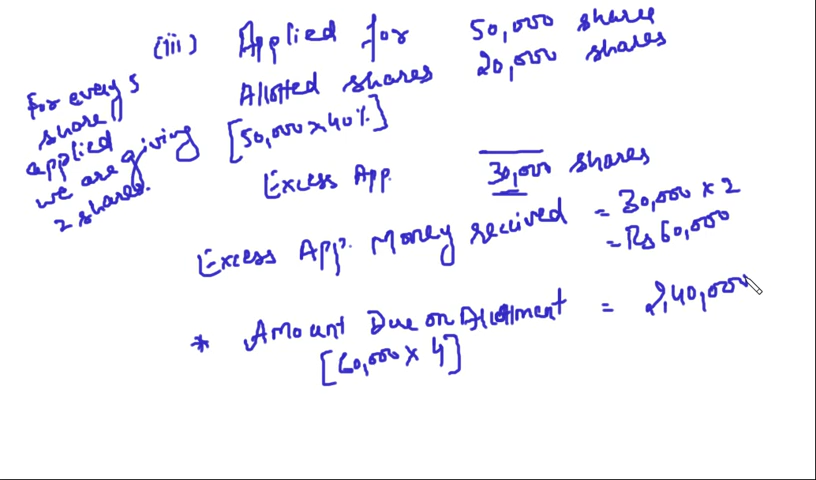 (iii) Applied for 50,000 share
Allotted shares 20,000 shares
[50,000 x 40%]
for every 5
share
applied
we are giving
2 shares.
Excess App. 30,000 shares
Excess App. Money received = 30,000 x 2
= Rs 60,000
* Amount Due on Allotment = 2,40,000
[60,000 x 4]